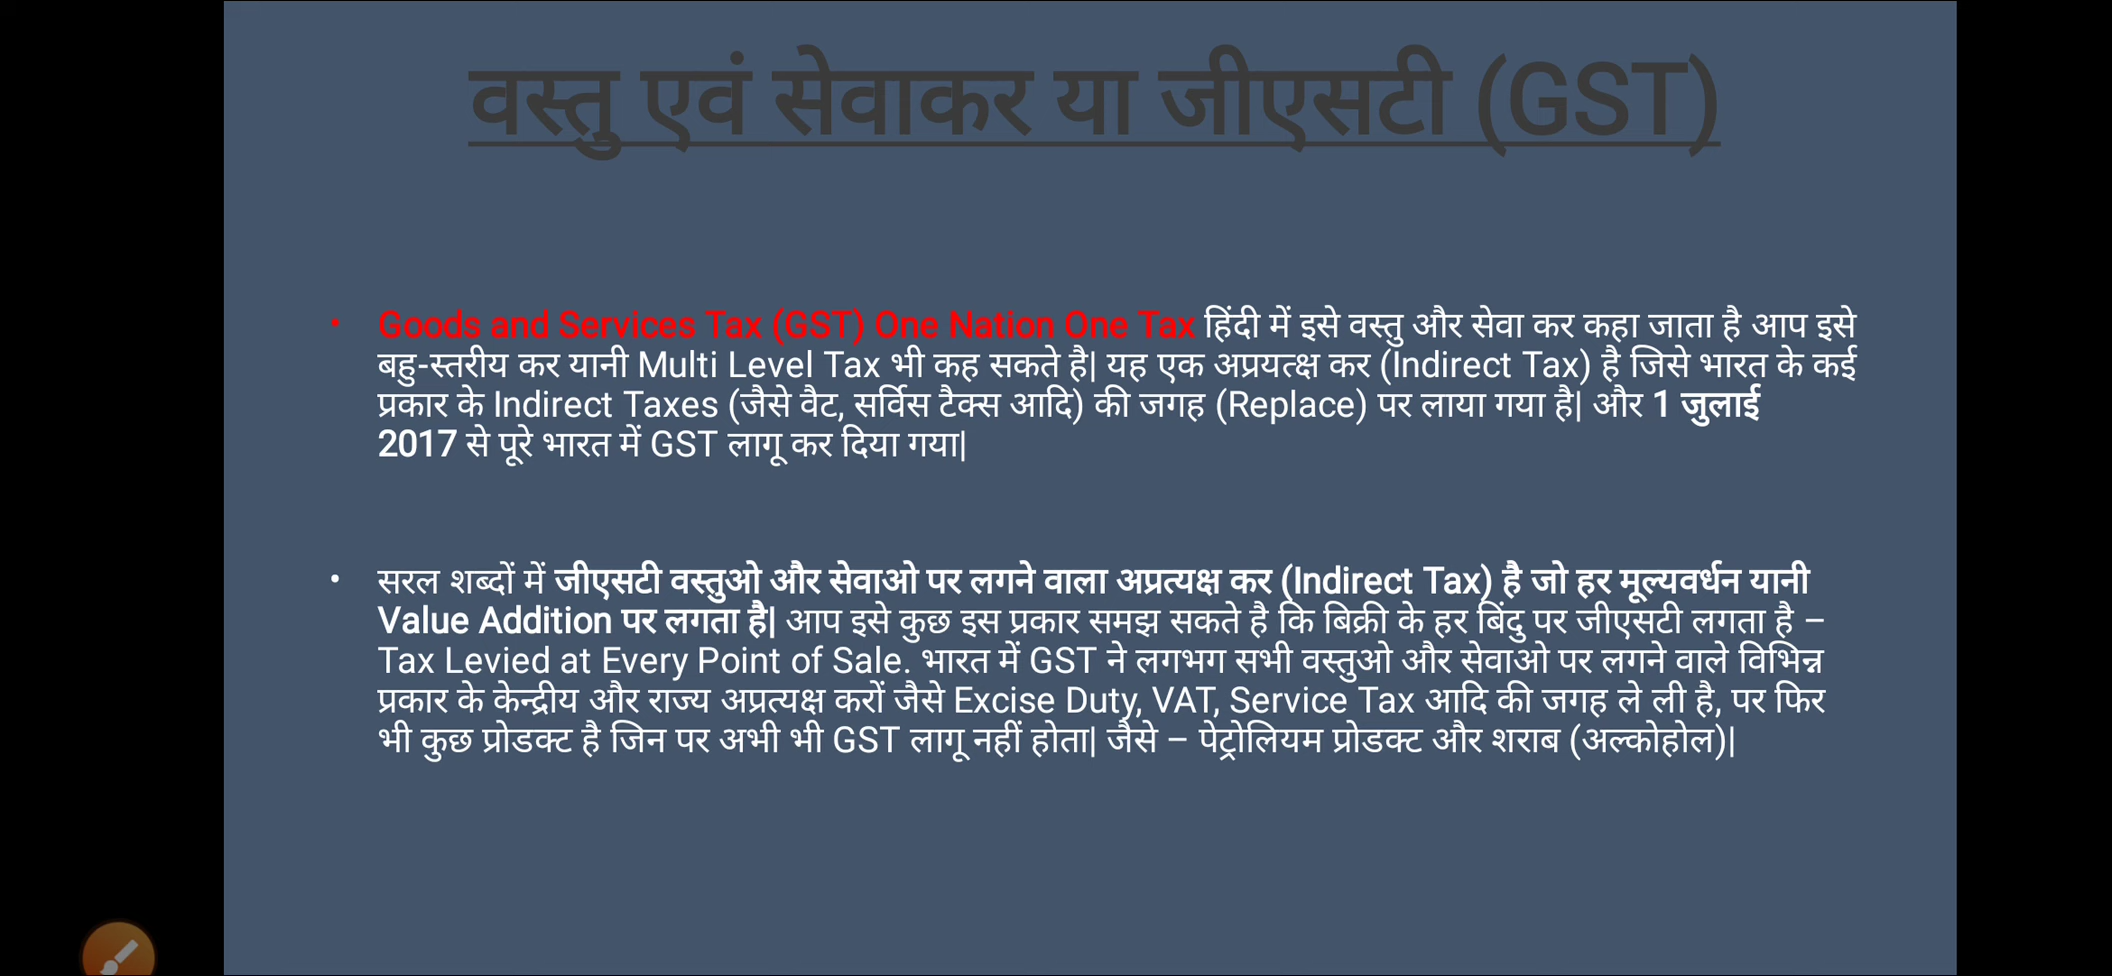 वस्तु एवं सेवाकर या जीएसटी (GST)
• Goods and Services Tax (GST) One Nation One Tax हिंदी में इसे वस्तु और सेवा कर कहा जाता है आप इसे
बहु-स्तरीय कर यानी Multi Level Tax भी कह सकते है| यह एक अप्रयत्क्ष कर (Indirect Tax) है जिसे भारत के कई
प्रकार के Indirect Taxes (जैसे वैट, सर्विस टैक्स आदि) की जगह (Replace) पर लाया गया है| और 1 जुलाई
2017 से पूरे भारत में GST लागू कर दिया गया|
• सरल शब्दों में जीएसटी वस्तुओ और सेवाओ पर लगने वाला अप्रत्यक्ष कर (Indirect Tax) है जो हर मूल्यवर्धन यानी
Value Addition पर लगता है| आप इसे कुछ इस प्रकार समझ सकते है कि बिक्री के हर बिंदु पर जीएसटी लगता है –
Tax Levied at Every Point of Sale. भारत में GST ने लगभग सभी वस्तुओ और सेवाओ पर लगने वाले विभिन्न
प्रकार के केन्द्रीय और राज्य अप्रत्यक्ष करों जैसे Excise Duty, VAT, Service Tax आदि की जगह ले ली है, पर फिर
भी कुछ प्रोडक्ट है जिन पर अभी भी GST लागू नहीं होता| जैसे – पेट्रोलियम प्रोडक्ट और शराब (अल्कोहोल)|